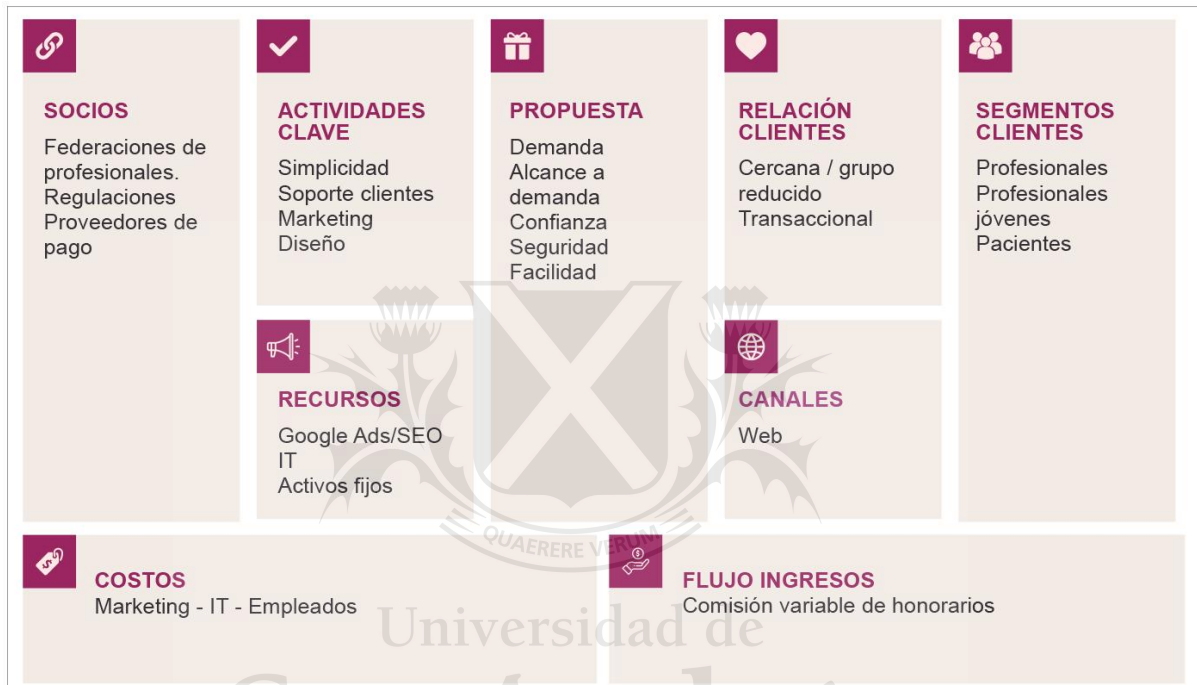 SOCIOS
Federaciones de
profesionales.
Regulaciones
Proveedores de
pago
ACTIVIDADES
CLAVE
Simplicidad
Soporte clientes
Marketing
Diseño
PROPUESTA
Demanda
Alcance a
demanda
Confianza
Seguridad
Facilidad
RELACIÓN
CLIENTES
Cercana / grupo
reducido
Transaccional
SEGMENTOS
CLIENTES
Profesionales
Profesionales
jóvenes
Pacientes
RECURSOS
Google Ads/SEO
IT
Activos fijos
CANALES
Web
QUAERERE VERUM
COSTOS
Marketing - IT - Empleados
FLUJO INGRESOS
Comisión variable de honorarios
Universidad de